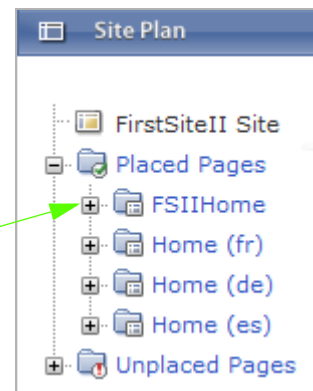 Site Plan
FirstSiteII Site
Placed Pages
FSIIHome
Home (fr)
Home (de)
Home (es)
Unplaced Pages